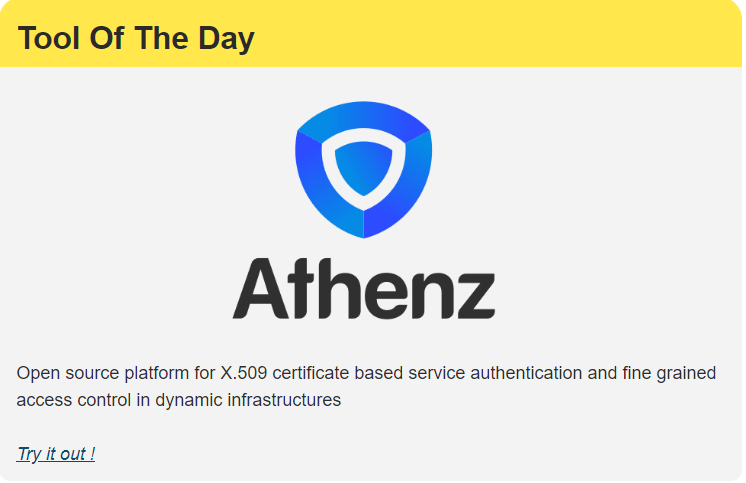 Tool Of The Day
Athenz
Open source platform for X.509 certificate based service authentication and fine grained
access control in dynamic infrastructures
Try it out !